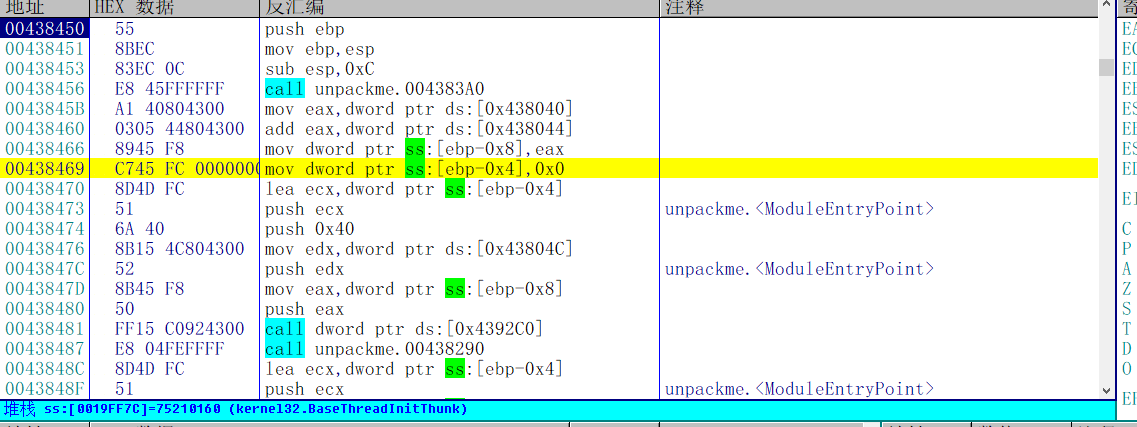 地址 HEX 数据 反汇编 注释
00438450 55 push ebp
00438451 8BEC mov ebp,esp
00438453 83EC 0C sub esp,0xC
00438456 E8 45FFFFFF call unpackme.004383A0
0043845B A1 40804300 mov eax,dword ptr ds:[0x438040]
00438460 0305 44804300 add eax,dword ptr ds:[0x438044]
00438466 8945 F8 mov dword ptr ss:[ebp-0x8],eax
00438469 C745 FC 0000000 mov dword ptr ss:[ebp-0x4],0x0
00438470 8D4D FC lea ecx,dword ptr ss:[ebp-0x4]
00438473 51 push ecx unpackme.<ModuleEntryPoint>
00438474 6A 40 push 0x40
00438476 8B15 4C804300 mov edx,dword ptr ds:[0x43804C]
0043847C 52 push edx unpackme.<ModuleEntryPoint>
0043847D 8B45 F8 mov eax,dword ptr ss:[ebp-0x8]
00438480 50 push eax
00438481 FF15 C0924300 call dword ptr ds:[0x4392C0]
00438487 E8 04FEFFFF call unpackme.00438290
0043848C 8D4D FC lea ecx,dword ptr ss:[ebp-0x4]
0043848F 51 push ecx unpackme.<ModuleEntryPoint>
堆栈 ss:[0019FF7C]=75210160 (kernel32.BaseThreadInitThunk)
C
P
A
Z
S
T
D
O